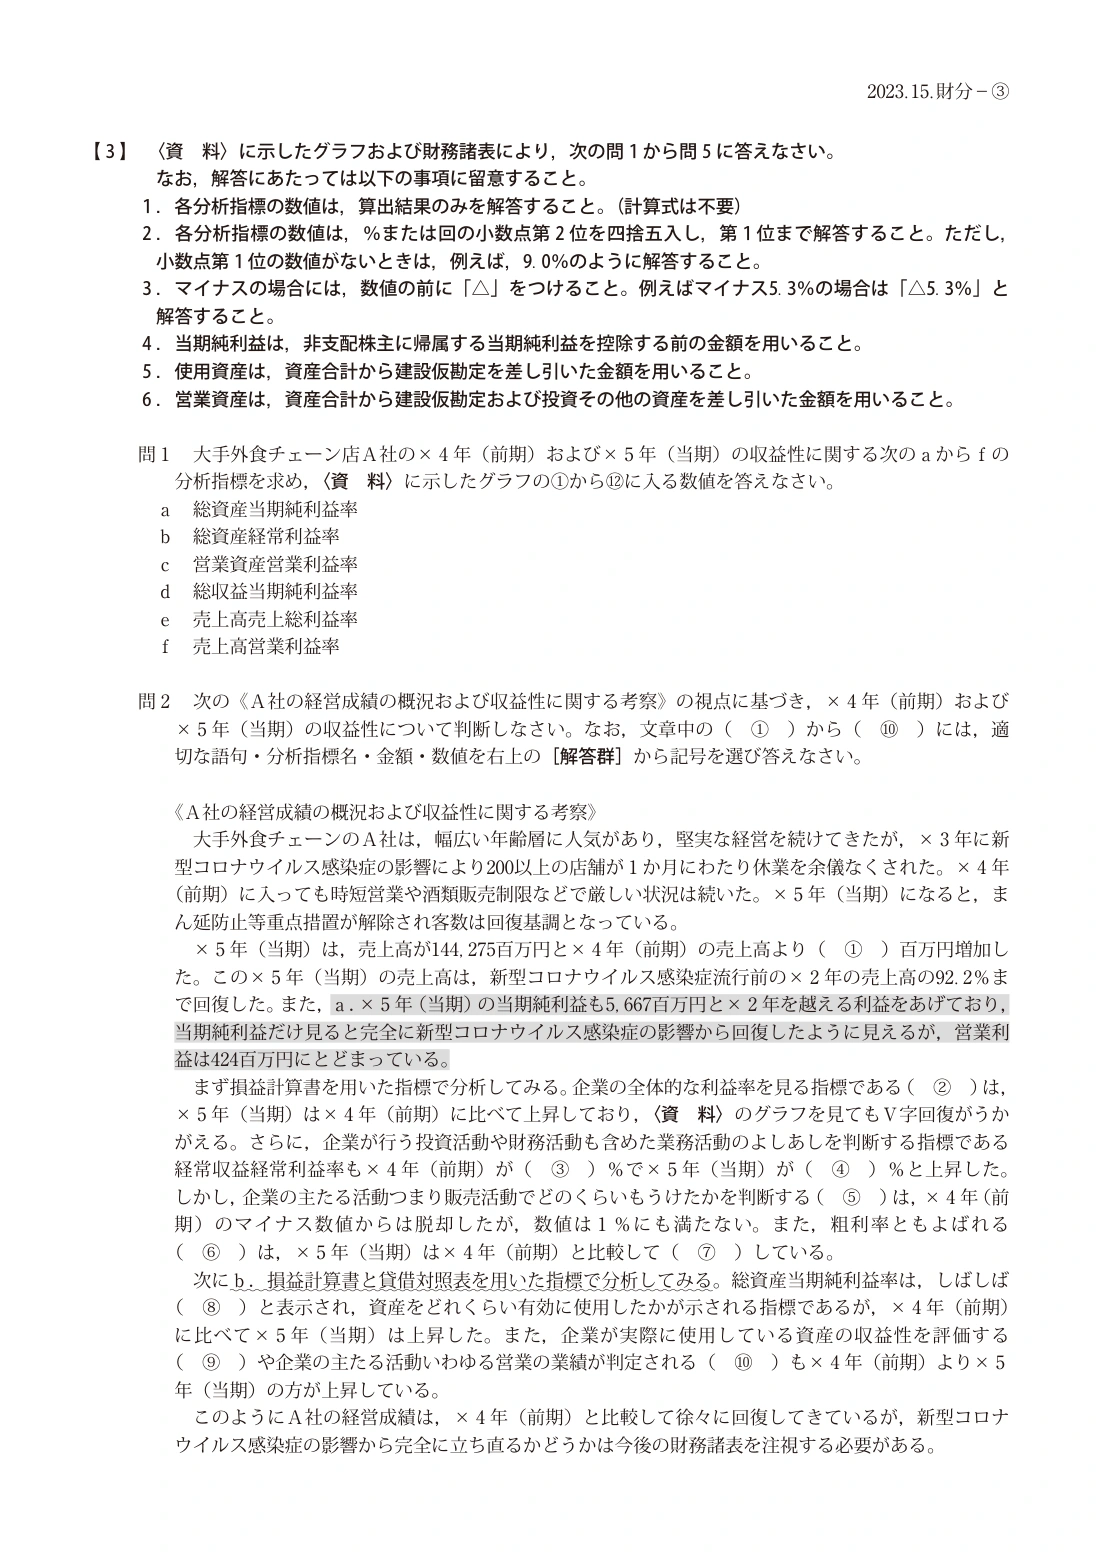 2023.15.財分－③
【３】　〈資　料〉に示したグラフおよび財務諸表により，次の問１から問５に答えなさい。
なお，解答にあたっては以下の事項に留意すること。
１．各分析指標の数値は，算出結果のみを解答すること。（計算式は不要）
２．各分析指標の数値は，％または回の小数点第２位を四捨五入し，第１位まで解答すること。ただし，
小数点第１位の数値がないときは，例えば，9.0％のように解答すること。
３．マイナスの場合には，数値の前に「△」をつけること。例えばマイナス5.3％の場合は「△5.3％」と
解答すること。
４．当期純利益は，非支配株主に帰属する当期純利益を控除する前の金額を用いること。
５．使用資産は，資産合計から建設仮勘定を差し引いた金額を用いること。
６．営業資産は，資産合計から建設仮勘定および投資その他の資産を差し引いた金額を用いること。
問１　大手外食チェーン店Ａ社の×４年（前期）および×５年（当期）の収益性に関する次のａからｆの
分析指標を求め，〈資　料〉に示したグラフの①から⑫に入る数値を答えなさい。
ａ　総資産当期純利益率
ｂ　総資産経常利益率
ｃ　営業資産営業利益率
ｄ　総収益当期純利益率
ｅ　売上高売上総利益率
ｆ　売上高営業利益率
問２　次の《Ａ社の経営成績の概況および収益性に関する考察》の視点に基づき，×４年（前期）および
×５年（当期）の収益性について判断しなさい。なお，文章中の（　①　）から（　⑩　）には，適
切な語句・分析指標名・金額・数値を右上の［解答群］から記号を選び答えなさい。
《Ａ社の経営成績の概況および収益性に関する考察》
大手外食チェーンのＡ社は，幅広い年齢層に人気があり，堅実な経営を続けてきたが，×３年に新
型コロナウイルス感染症の影響により200以上の店舗が１か月にわたり休業を余儀なくされた。×４年
（前期）に入っても時短営業や酒類販売制限などで厳しい状況は続いた。×５年（当期）になると，ま
ん延防止等重点措置が解除され客数は回復基調となっている。
×５年（当期）は，売上高が144,275百万円と×４年（前期）の売上高より（　①　）百万円増加し
た。この×５年（当期）の売上高は，新型コロナウイルス感染症流行前の×２年の売上高の92.2％ま
で回復した。また，ａ．×５年（当期）の当期純利益も5,667百万円と×２年を越える利益をあげており，
当期純利益だけ見ると完全に新型コロナウイルス感染症の影響から回復したように見えるが，営業利
益は424百万円にとどまっている。
まず損益計算書を用いた指標で分析してみる。企業の全体的な利益率を見る指標である（　②　）は，
×５年（当期）は×４年（前期）に比べて上昇しており，〈資　料〉のグラフを見てもＶ字回復がうか
がえる。さらに，企業が行う投資活動や財務活動も含めた業務活動のよしあしを判断する指標である
経常収益経常利益率も×４年（前期）が（　③　）％で×５年（当期）が（　④　）％と上昇した。
しかし，企業の主たる活動つまり販売活動でどのくらいもうけたかを判断する（　⑤　）は，×４年（前
期）のマイナス数値からは脱却したが，数値は１％にも満たない。また，粗利率ともよばれる
（　⑥　）は，×５年（当期）は×４年（前期）と比較して（　⑦　）している。
次にｂ．損益計算書と貸借対照表を用いた指標で分析してみる。総資産当期純利益率は，しばしば
（　⑧　）と表示され，資産をどれくらい有効に使用したかが示される指標であるが，×４年（前期）
に比べて×５年（当期）は上昇した。また，企業が実際に使用している資産の収益性を評価する
（　⑨　）や企業の主たる活動いわゆる営業の業績が判定される（　⑩　）も×４年（前期）より×５
年（当期）の方が上昇している。
このようにＡ社の経営成績は，×４年（前期）と比較して徐々に回復してきているが，新型コロナ
ウイルス感染症の影響から完全に立ち直るかどうかは今後の財務諸表を注視する必要がある。